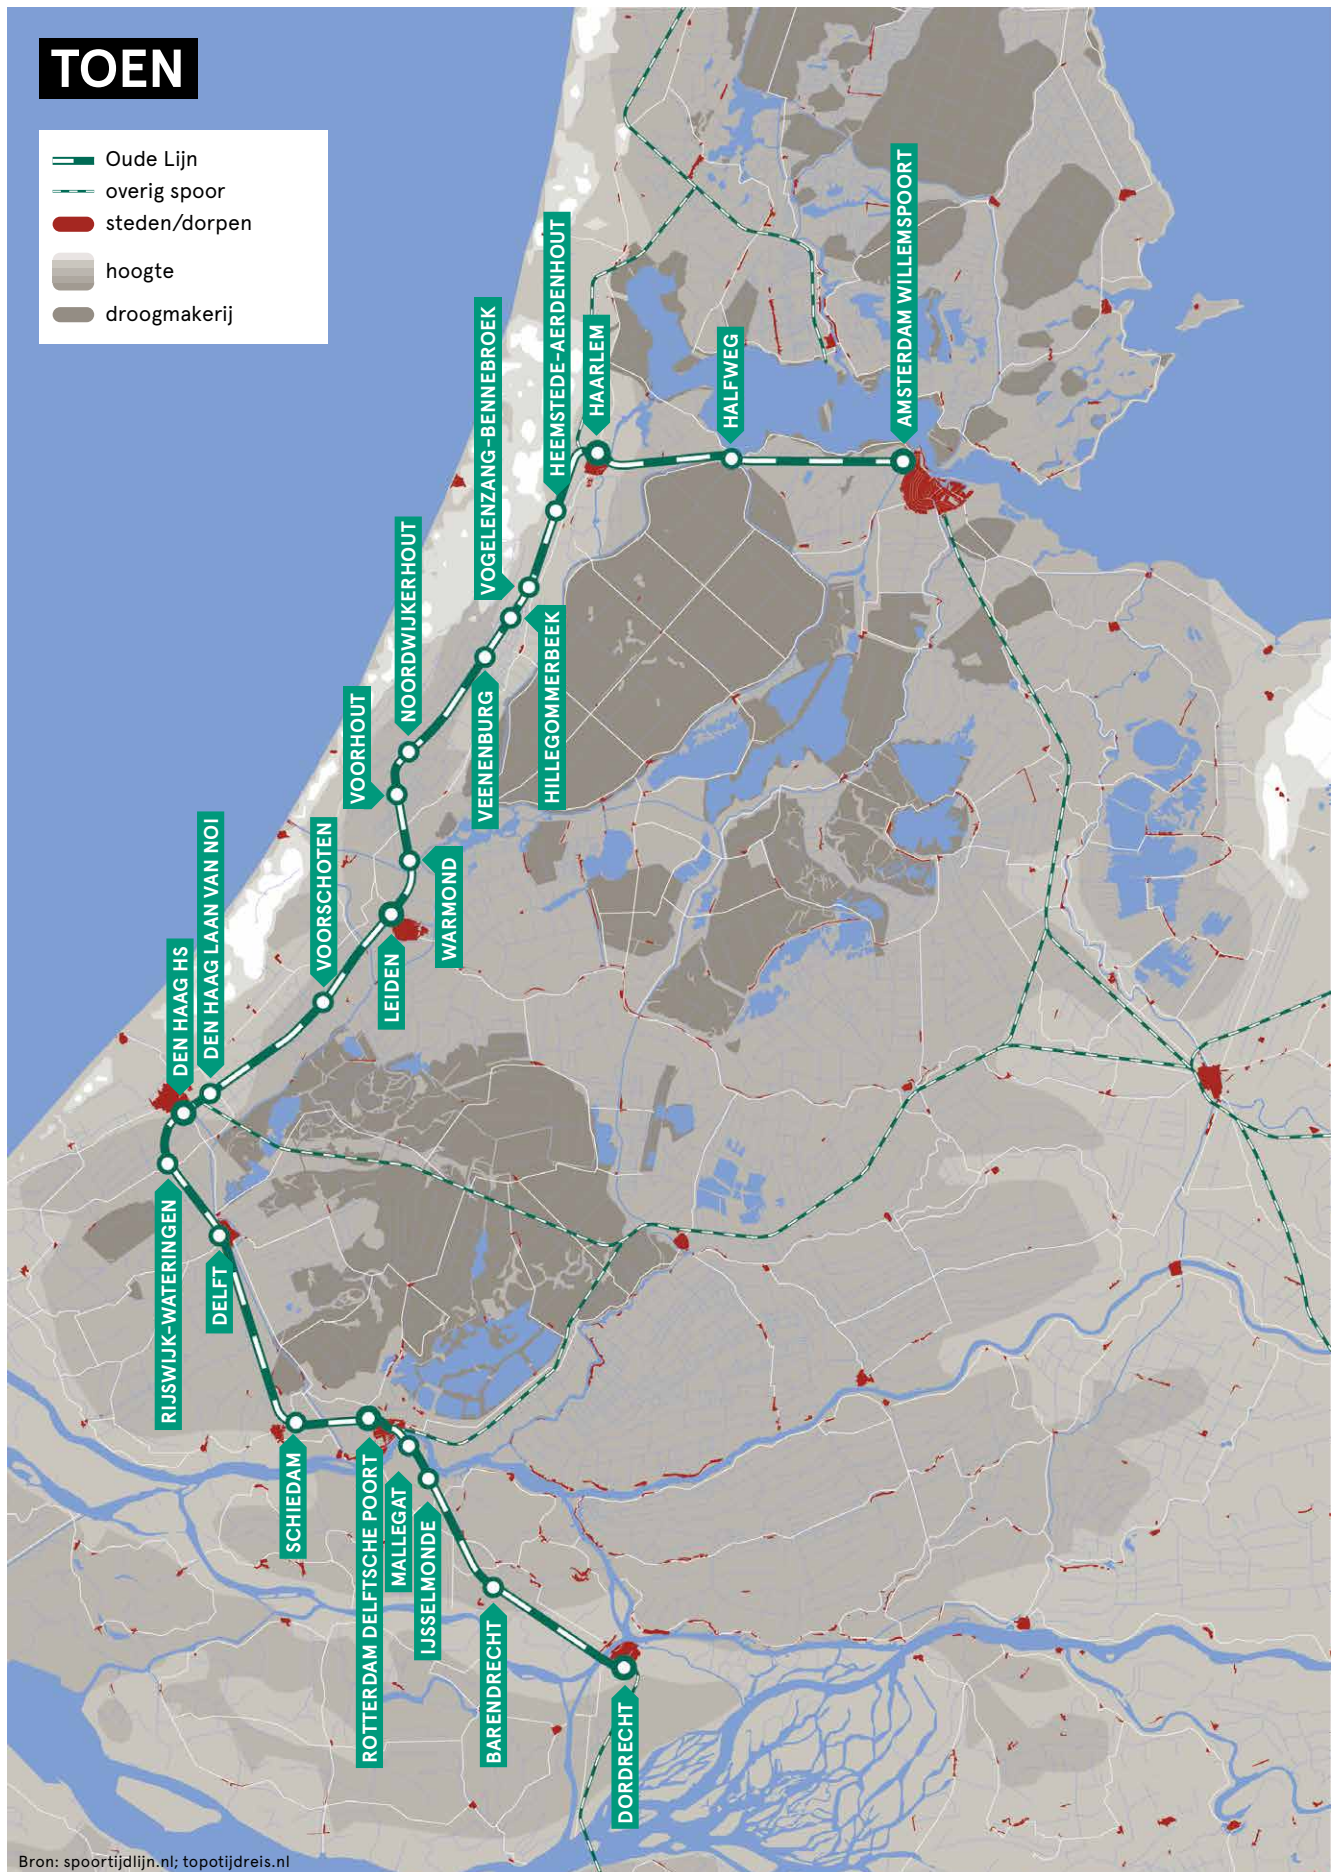 TOEN
Oude Lijn
overig spoor
steden/dorpen
hoogte
droogmakerij
AMSTERDAM WILLEMSPOORT
HALFWEG
HAARLEM
HEEMSTEDE-AERDENHOUT
VOGELENZANG-BENNEBROEK
HILLEGOMMERBEEK
VEENENBURG
NOORDWIJKERHOUT
VOORHOUT
WARMOND
LEIDEN
VOORSCHOTEN
DEN HAAG LAAN VAN NOI
DEN HAAG HS
RIJSWIJK-WATERINGEN
DELFT
SCHIEDAM
ROTTERDAM DELFTSCHE POORT
MALLEGAT
IJSSELMONDE
BARENDRECHT
DORDRECHT
Bron: spoortijdlijn.nl; topotijdreis.nl